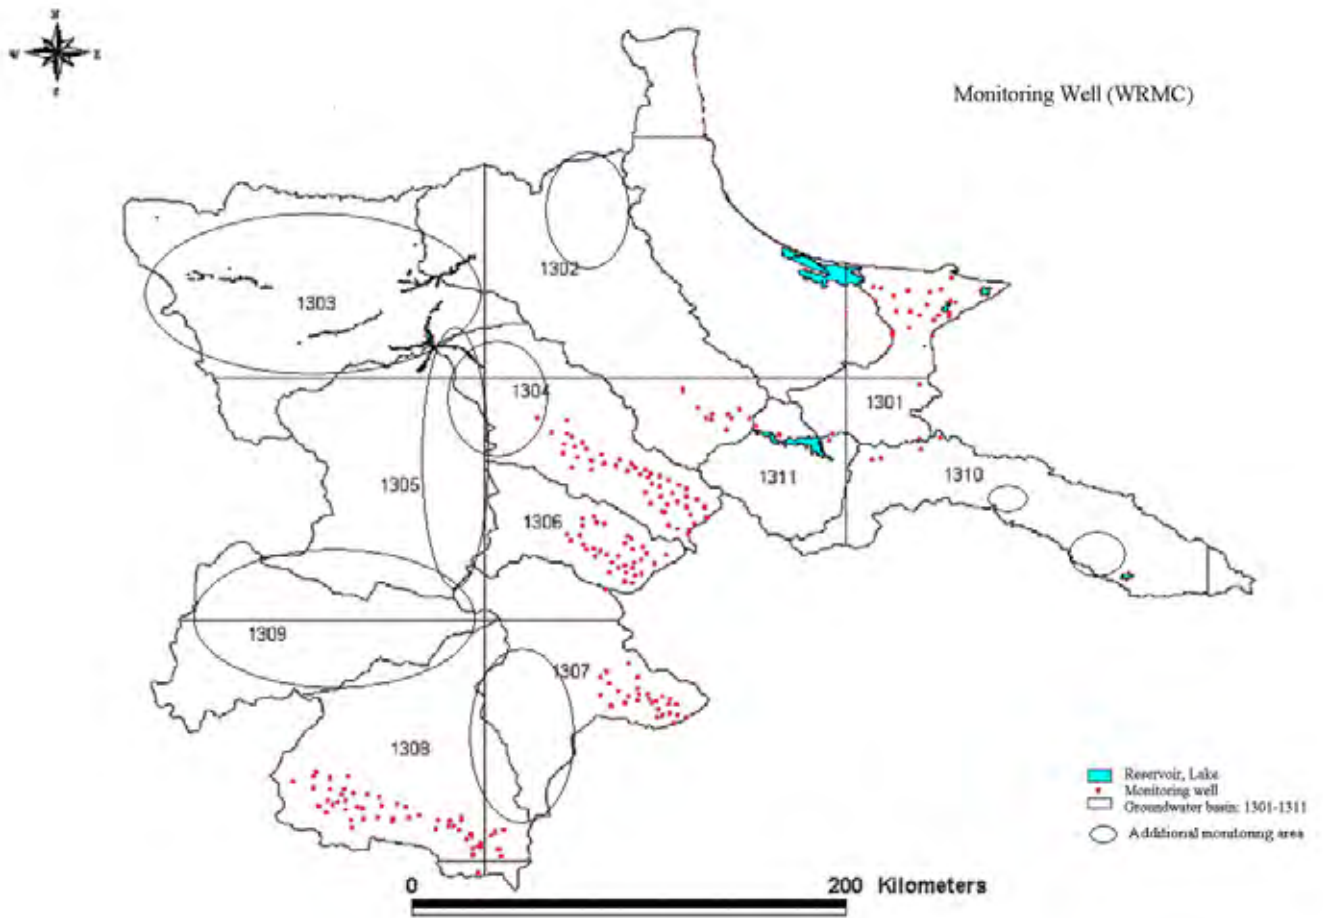 N
W
E
Monitoring Well (WRMC)
1302
1303
1304
1301
1305
1311
1310
1306
1309
1307
1308
Reservoir, Lake
Monitoring well
Groundwater basin: 1301-1311
Additional monitoring area
0 200 Kilometers